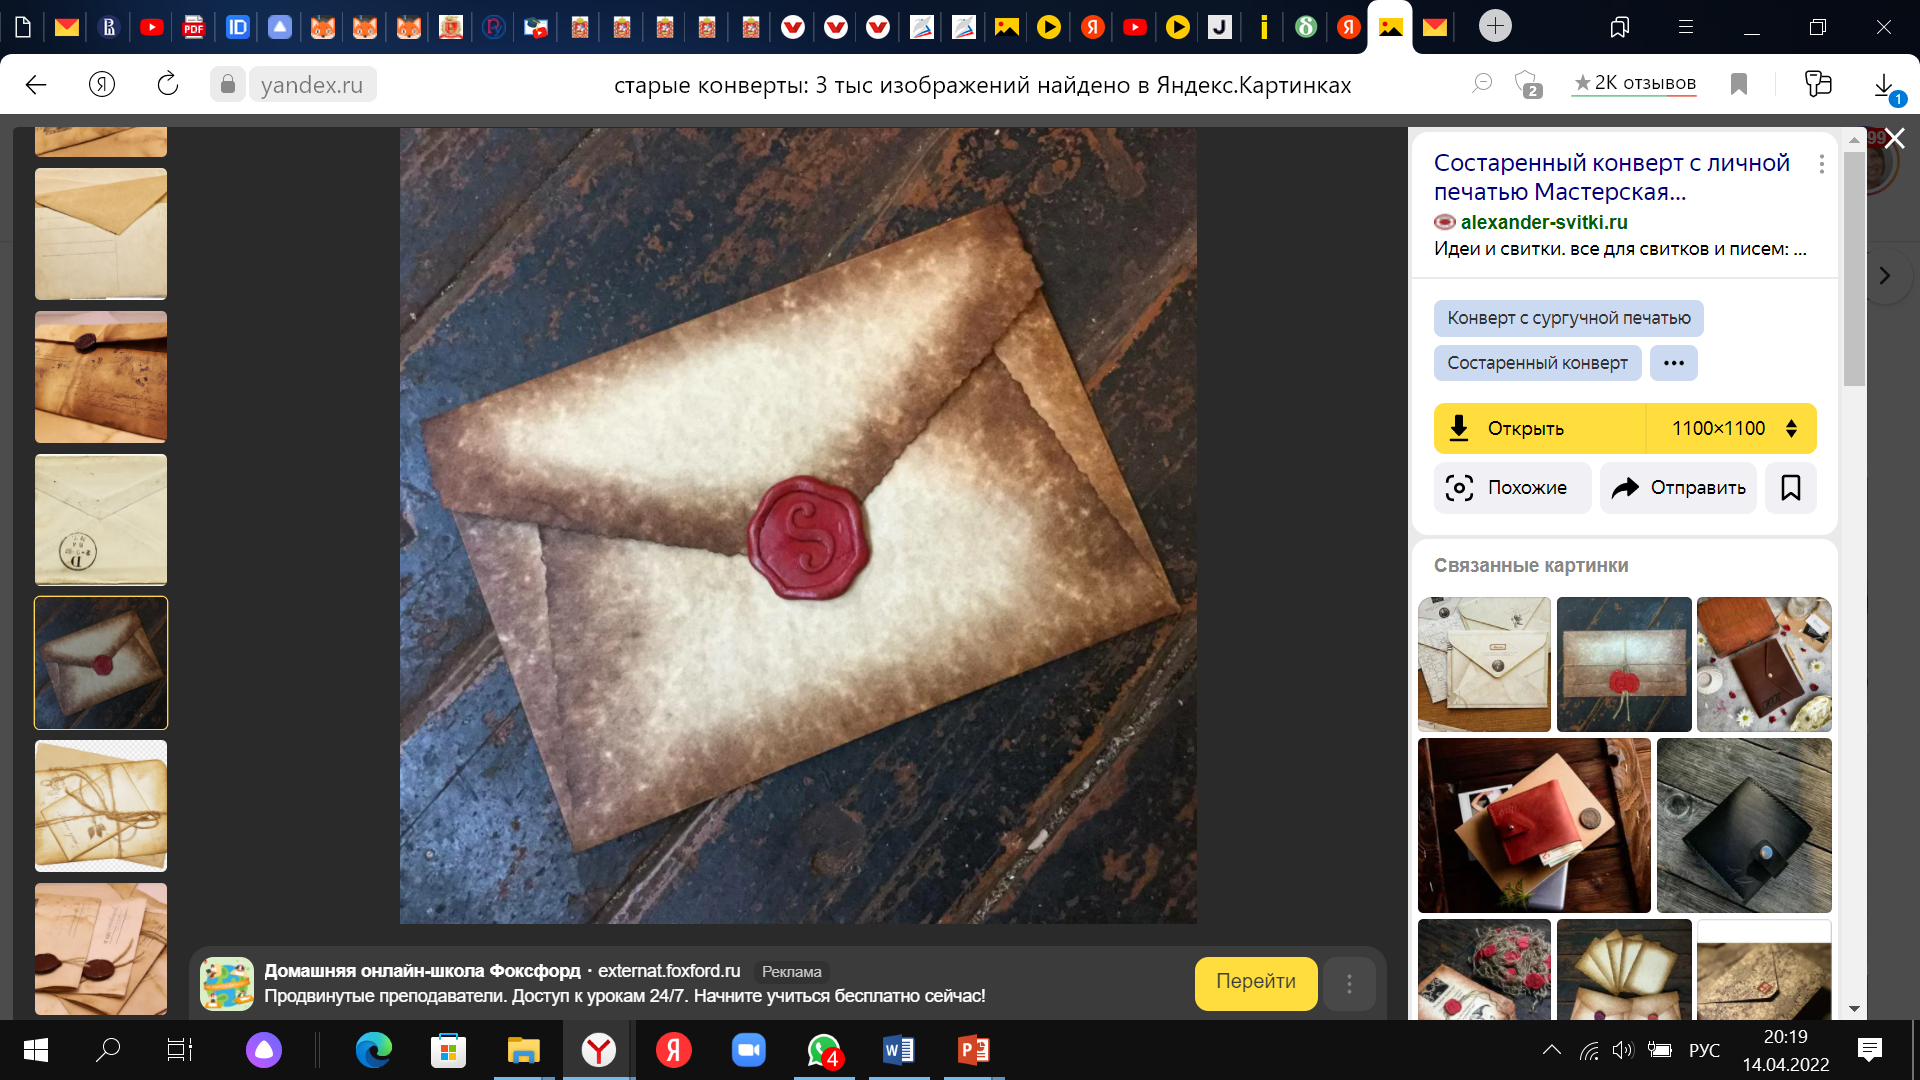 yandex.ru
старые конверты: 3 тыс изображений найдено в Яндекс.Картинках
2
★2K отзывов
1
Состаренный конверт с личной
печатью Мастерская...
alexander-svitki.ru
Идеи и свитки. все для свитков и писем: ...
Конверт с сургучной печатью
Состаренный конверт
Открыть
1100×1100
Похожие
Отправить
Связанные картинки
S
Домашняя онлайн-школа Фоксфорд · externat.foxford.ru Реклама
Продвинутые преподаватели. Доступ к урокам 24/7. Начните учиться бесплатно сейчас!
Перейти
4
РУС
20:19
14.04.2022